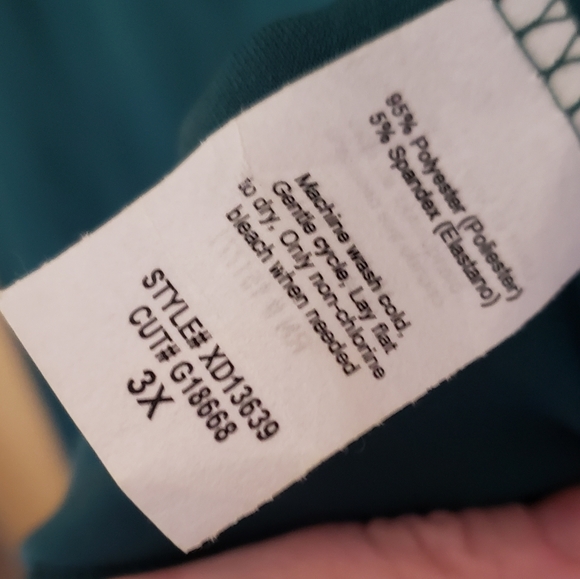 95% Polyester (Poliester)
5% Spandex (Elastano)
Machine wash cold,
Gentle cycle, Lay flat
to dry, Only non-chlorine
bleach when needed
STYLE# XD13639
CUT# G18668
3X